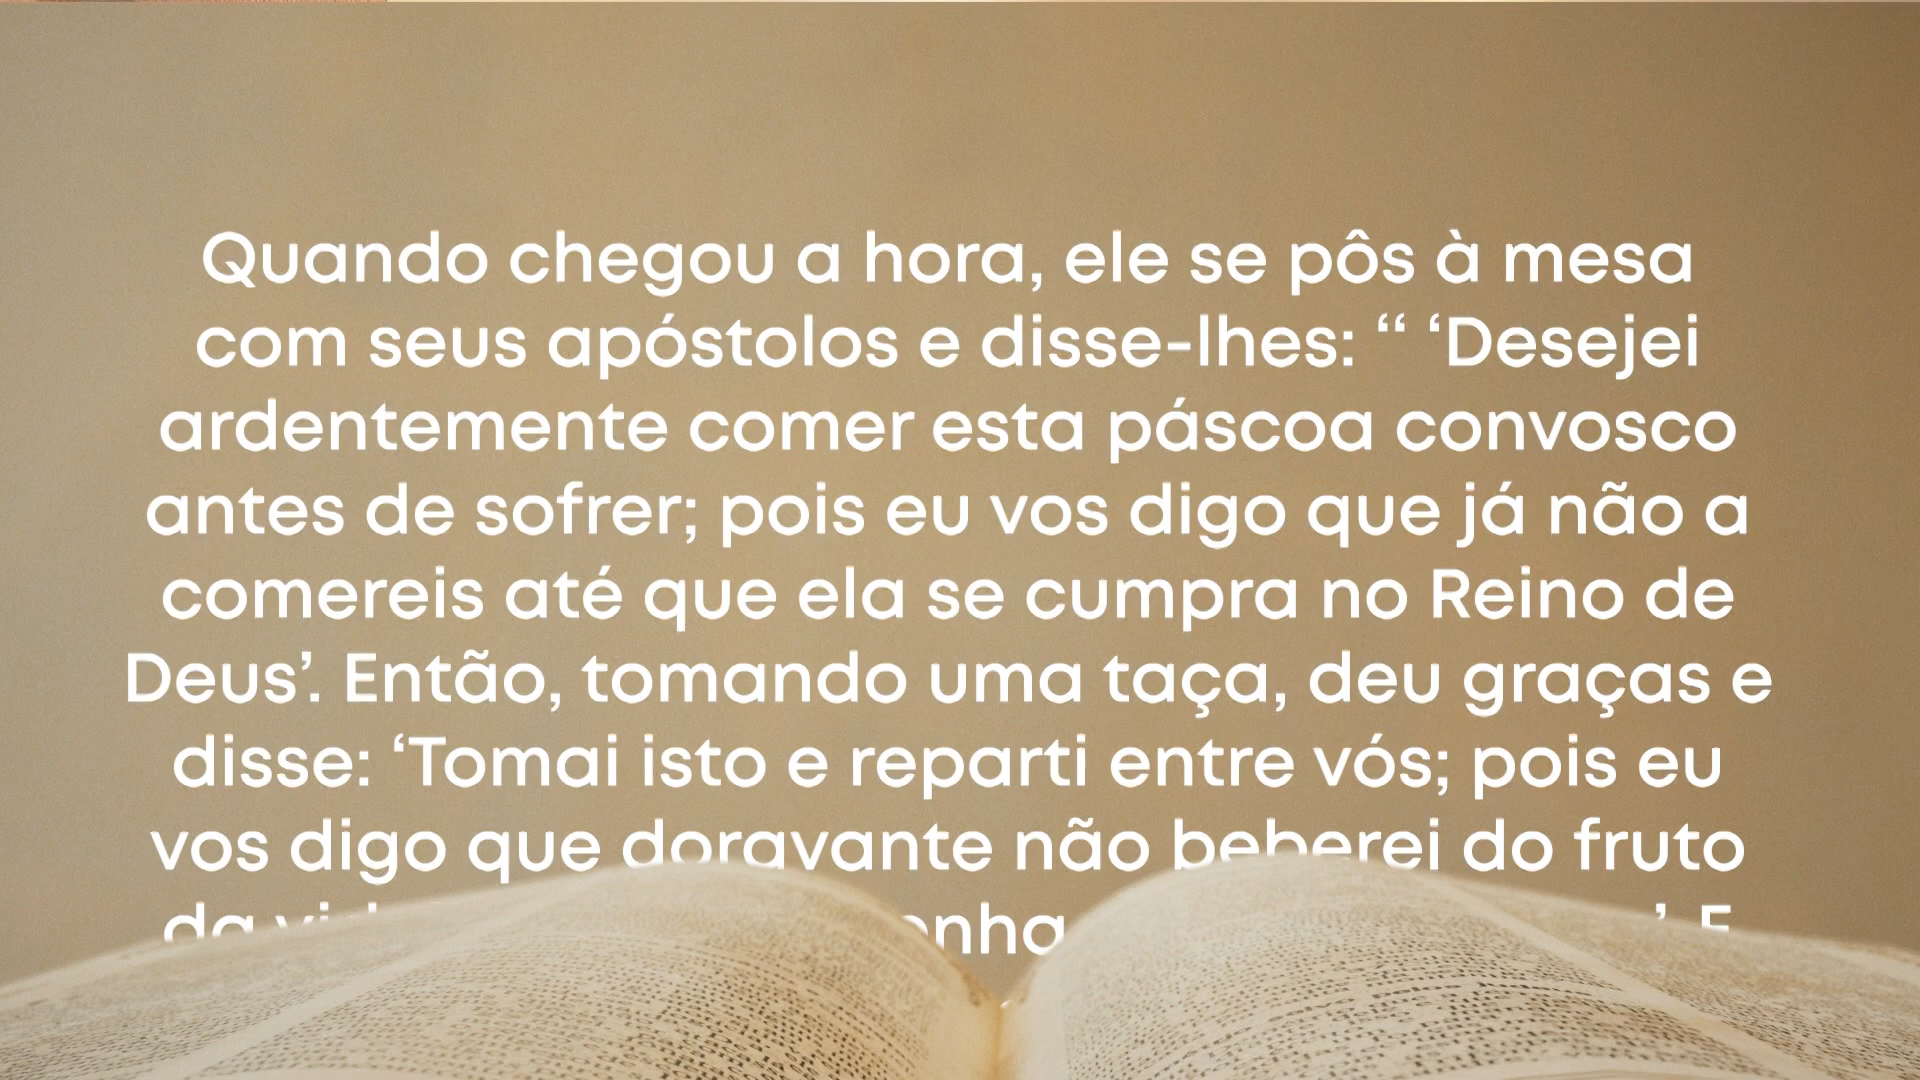 Quando chegou a hora, ele se pôs à mesa
com seus apóstolos e disse-lhes: “ ‘Desejei
ardentemente comer esta páscoa convosco
antes de sofrer; pois eu vos digo que já não a
comereis até que ela se cumpra no Reino de
Deus’. Então, tomando uma taça, deu graças e
disse: ‘Tomai isto e reparti entre vós; pois eu
vos digo que doravante não beberei do fruto
da